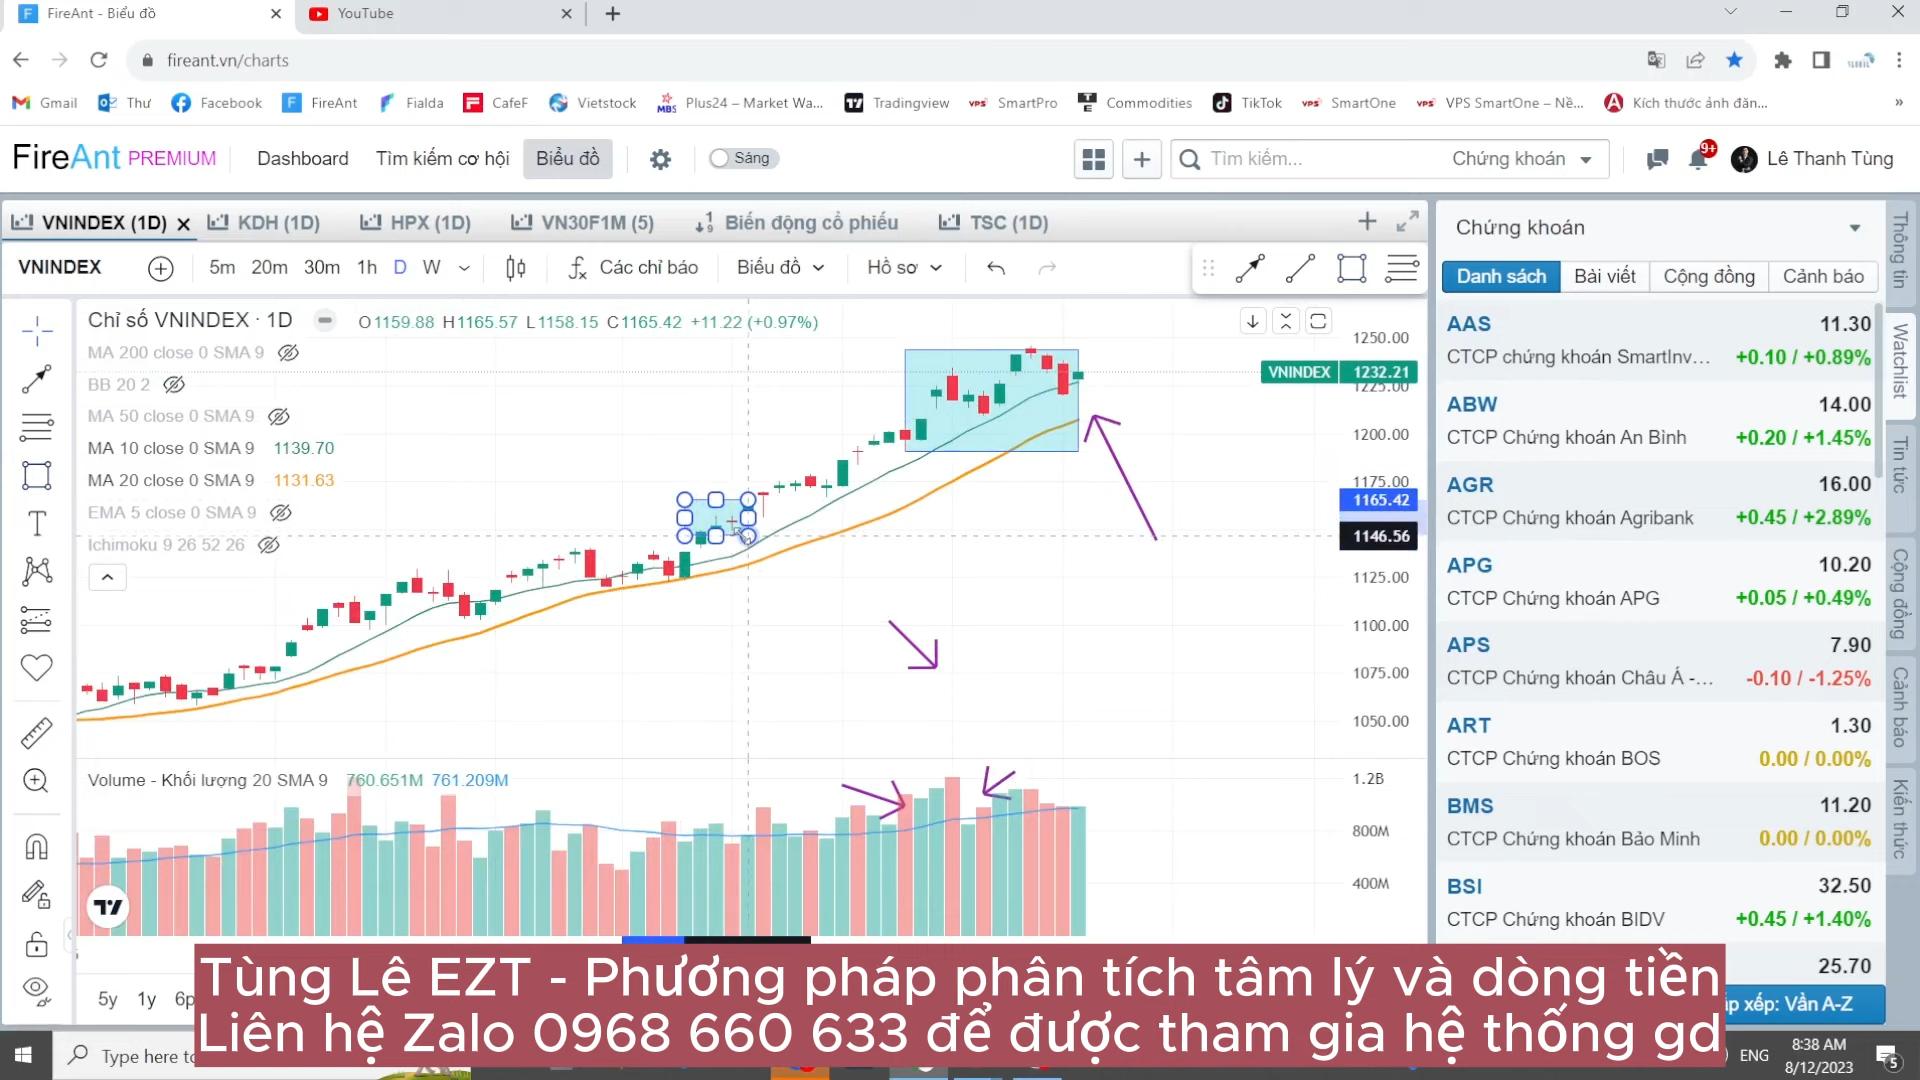 FireAnt - Biểu đồ
YouTube
fireant.vn/charts
Gmail
Thư
Facebook
FireAnt
Fialda
CafeF
Vietstock
Plus24 – Market Wa...
Tradingview
SmartPro
Commodities
TikTok
SmartOne
VPS SmartOne – Nề...
Kích thước ảnh đăn...
FireAnt PREMIUM
Dashboard
Tìm kiếm cơ hội
Biểu đồ
Sáng
Tìm kiếm...
Chứng khoán
9+
Lê Thanh Tùng
VNINDEX (1D)
KDH (1D)
HPX (1D)
VN30F1M (5)
Biến động cổ phiếu
TSC (1D)
VNINDEX
5m 20m 30m 1h D W
Các chỉ báo
Biểu đồ
Hồ sơ
Chỉ số VNINDEX · 1D
O1159.88 H1165.57 L1158.15 C1165.42 +11.22 (+0.97%)
MA 200 close 0 SMA 9
BB 20 2
MA 50 close 0 SMA 9
MA 10 close 0 SMA 9 1139.70
MA 20 close 0 SMA 9 1131.63
EMA 5 close 0 SMA 9
Ichimoku 9 26 52 26
1250.00
VNINDEX 1232.21
1225.00
1200.00
1175.00
1165.42
1146.56
1125.00
1100.00
1075.00
1050.00
Volume - Khối lượng 20 SMA 9 760.651M 761.209M
1.2B
800M
400M
5y 1y 6p
Chứng khoán
Danh sách
Bài viết
Cộng đồng
Cảnh báo
AAS 11.30
CTCP chứng khoán SmartInv... +0.10 / +0.89%
ABW 14.00
CTCP Chứng khoán An Bình +0.20 / +1.45%
AGR 16.00
CTCP Chứng khoán Agribank +0.45 / +2.89%
APG 10.20
CTCP Chứng khoán APG +0.05 / +0.49%
APS 7.90
CTCP Chứng khoán Châu Á -... -0.10 / -1.25%
ART 1.30
CTCP Chứng khoán BOS 0.00 / 0.00%
BMS 11.20
CTCP Chứng khoán Bảo Minh 0.00 / 0.00%
BSI 32.50
CTCP Chứng khoán BIDV +0.45 / +1.40%
25.70
xếp: Vần A-Z
Thông tin
Watchlist
Tin tức
Cộng đồng
Cảnh báo
Kiến thức
Tùng Lê EZT - Phương pháp phân tích tâm lý và dòng tiền
Liên hệ Zalo 0968 660 633 để được tham gia hệ thống gd
Type here to
ENG
8:38 AM
8/12/2023
5